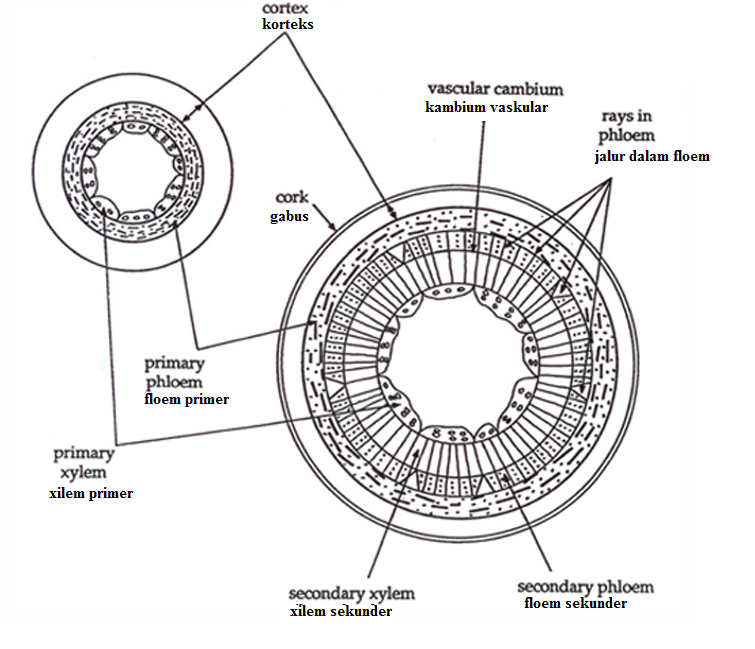 cortex
korteks
vascular cambium
kambium vaskular
rays in
phloem
jalur dalam floem
cork
gabus
primary
phloem
floem primer
primary
xylem
xilem primer
secondary xylem
xilem sekunder
secondary phloem
floem sekunder